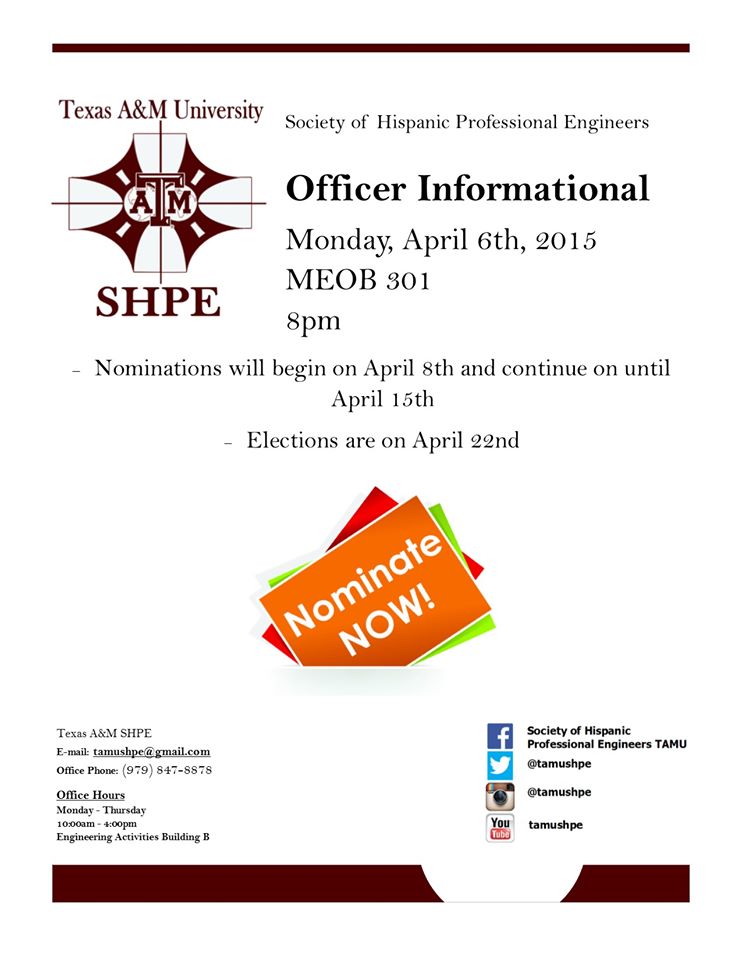 Texas A&M University
ATM
SHPE
Society of Hispanic Professional Engineers
Officer Informational
Monday, April 6th, 2015
MEOB 301
8pm
– Nominations will begin on April 8th and continue on until
April 15th
– Elections are on April 22nd
Nominate
NOW!
Texas A&M SHPE
E-mail: tamushpe@gmail.com
Office Phone: (979) 847-8878
Office Hours
Monday - Thursday
10:00am - 4:00pm
Engineering Activities Building B
f
Society of Hispanic
Professional Engineers TAMU
@tamushpe
@tamushpe
You
Tube
tamushpe